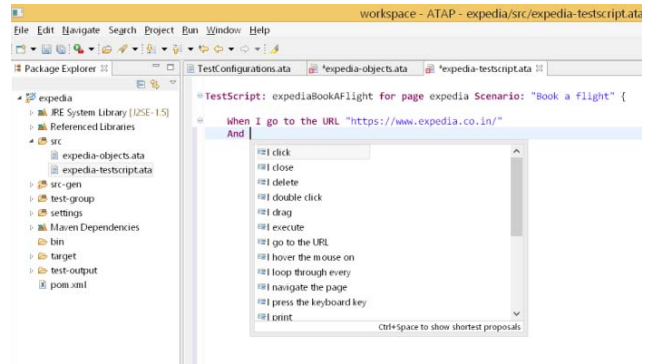 workspace - ATAP - expedia/src/expedia-testscript.ata
File Edit Navigate Search Project Run Window Help
Package Explorer
TestConfigurations.ata
*expedia-objects.ata
*expedia-testscript.ata
expedia
JRE System Library [J2SE-1.5]
Referenced Libraries
src
expedia-objects.ata
expedia-testscript.ata
src-gen
test-group
settings
Maven Dependencies
bin
target
test-output
pom.xml
TestScript: expediaBookAFlight for page expedia Scenario: "Book a flight" {
When I go to the URL "https://www.expedia.co.in/"
And
I click
I close
I delete
I double click
I drag
I execute
I go to the URL
I hover the mouse on
I loop through every
I navigate the page
I press the keyboard key
I print
Ctrl+Space to show shortest proposals